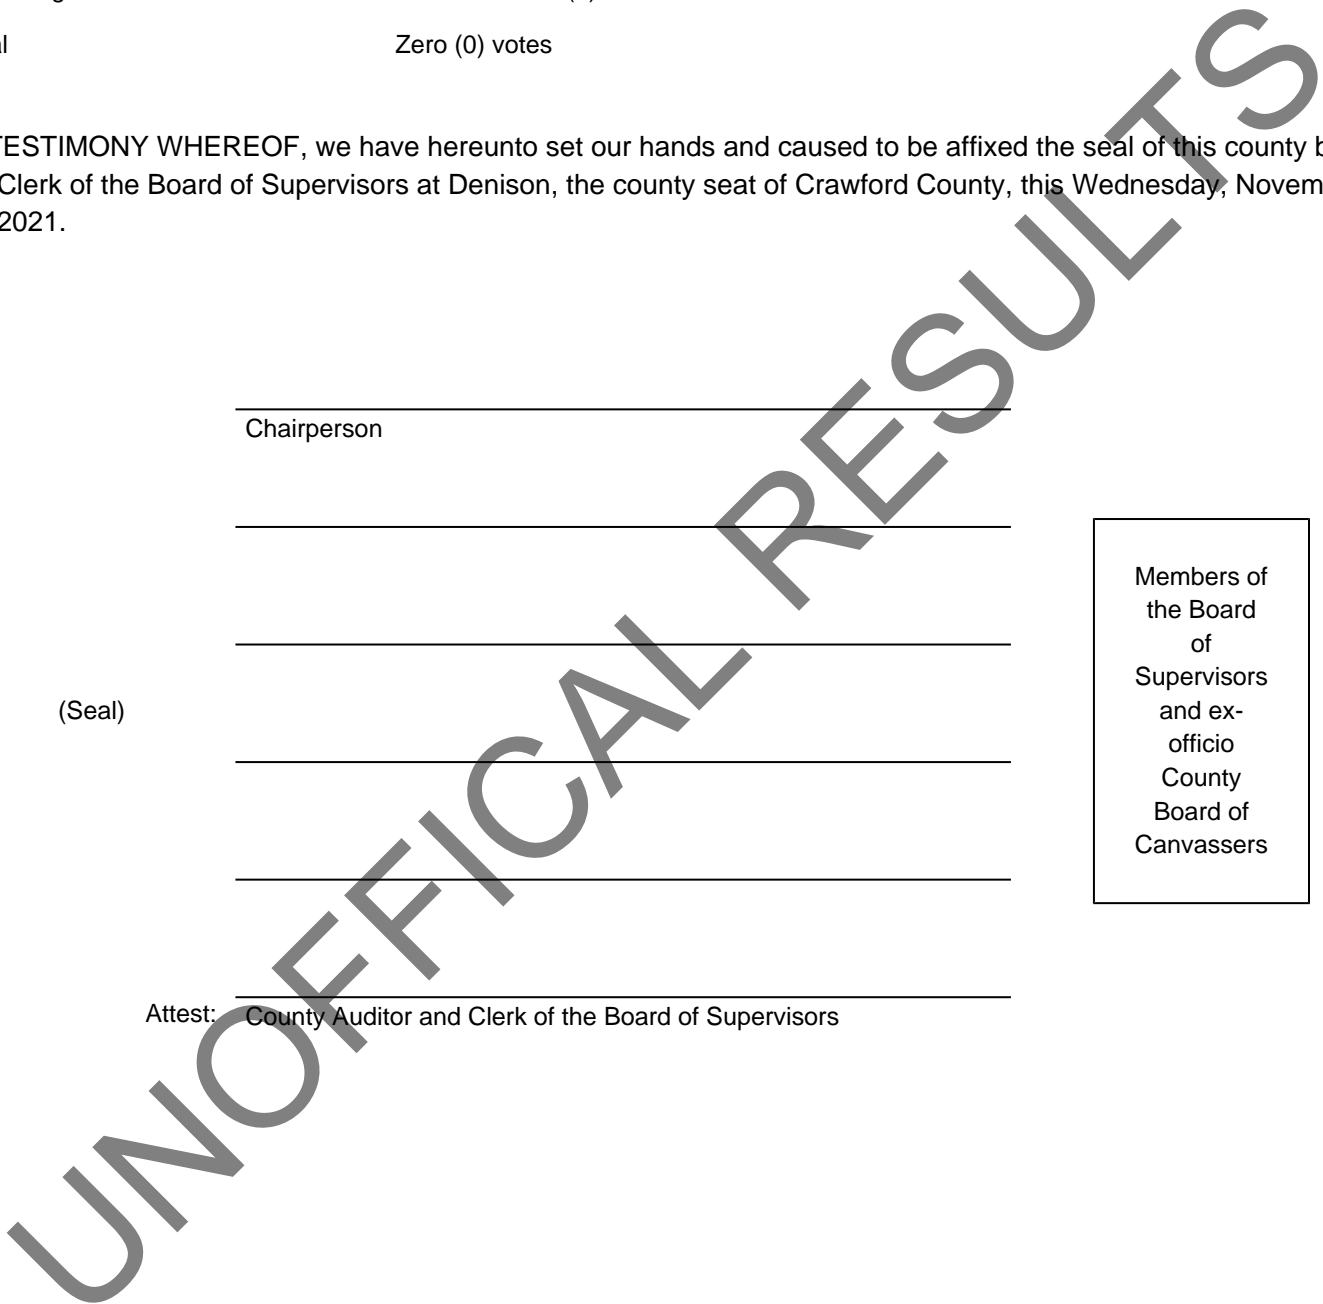 Zero (0) votes
TESTIMONY WHEREOF, we have hereunto set our hands and caused to be affixed the seal of this county
Clerk of the Board of Supervisors at Denison, the county seat of Crawford County, this Wednesday, Novem
2021.
Chairperson
Members of
the Board
of
Supervisors
and ex-
officio
County
Board of
Canvassers
(Seal)
Attest: County Auditor and Clerk of the Board of Supervisors
UNOFFICAL RESULTS